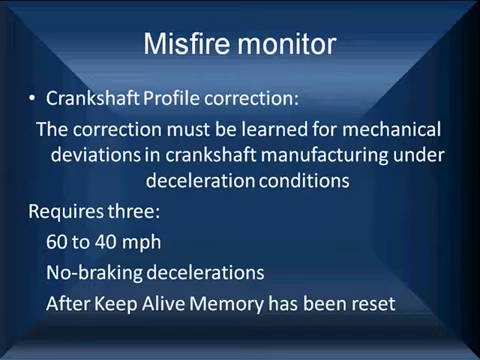 Misfire monitor
• Crankshaft Profile correction:
The correction must be learned for mechanical
deviations in crankshaft manufacturing under
deceleration conditions
Requires three:
60 to 40 mph
No-braking decelerations
After Keep Alive Memory has been reset